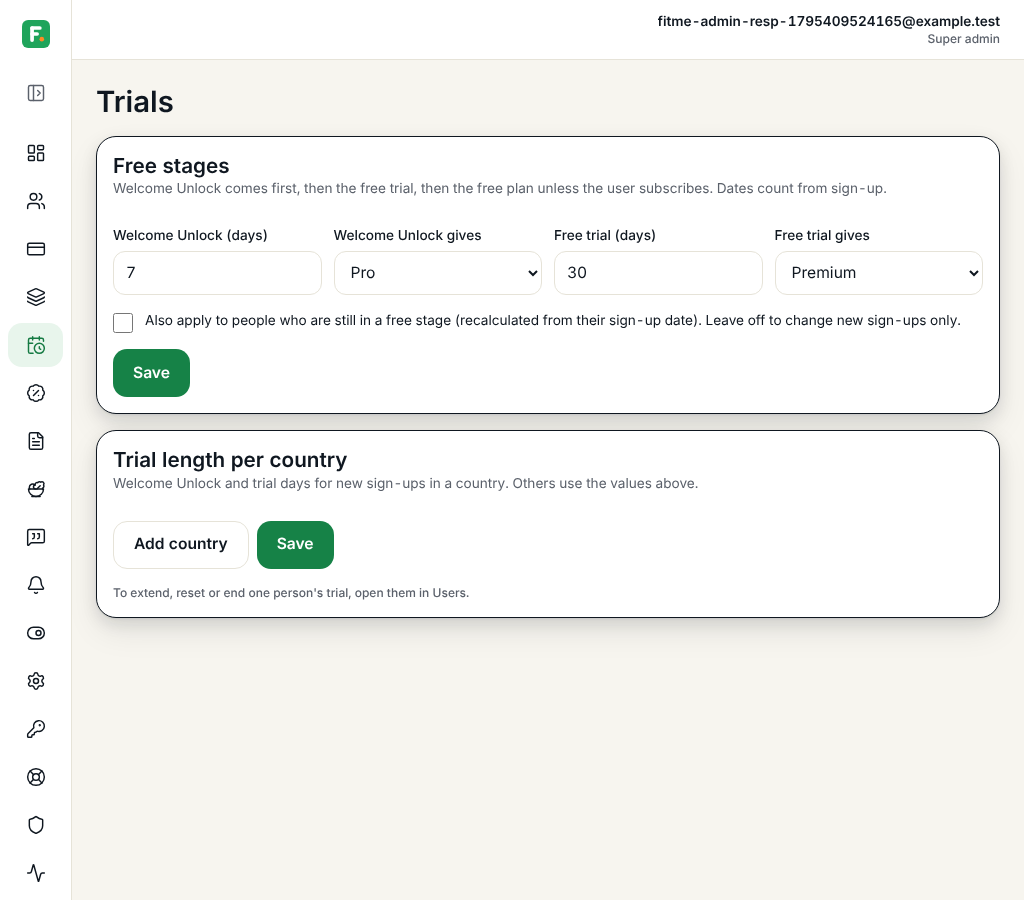 F.
fitme-admin-resp-1795409524165@example.test
Super admin
Trials
Free stages
Welcome Unlock comes first, then the free trial, then the free plan unless the user subscribes. Dates count from sign-up.
Welcome Unlock (days) Welcome Unlock gives Free trial (days) Free trial gives
7 Pro 30 Premium
Also apply to people who are still in a free stage (recalculated from their sign-up date). Leave off to change new sign-ups only.
Save
Trial length per country
Welcome Unlock and trial days for new sign-ups in a country. Others use the values above.
Add country Save
To extend, reset or end one person's trial, open them in Users.